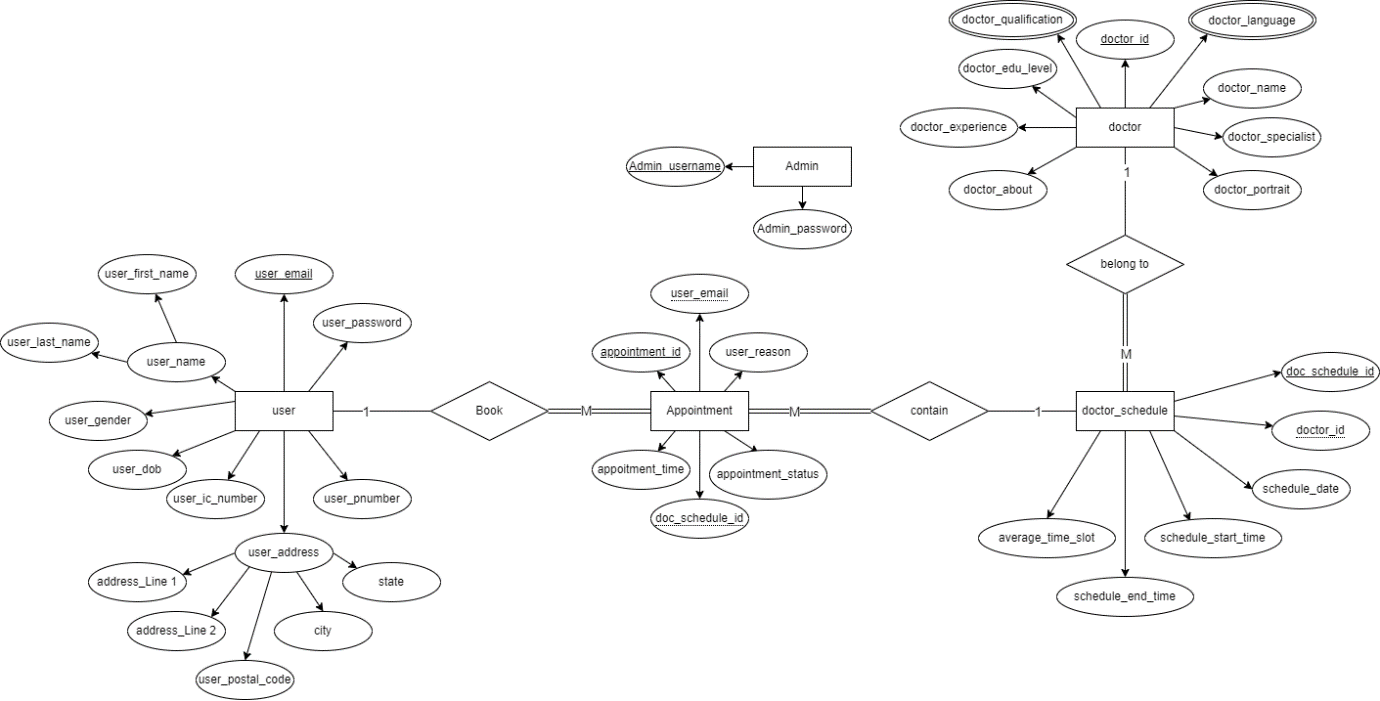 doctor_qualification
doctor_language
doctor_id
doctor_edu_level
doctor_name
doctor_experience
doctor
doctor_specialist
doctor_about
doctor_portrait
1
Admin_username
Admin
Admin_password
belong to
M
user_first_name
user_email
user_password
user_last_name
user_name
user_gender
user
1
Book
M
user_dob
user_ic_number
user_pnumber
user_address
address_Line 1
state
address_Line 2
city
user_postal_code
user_email
appointment_id
user_reason
Appointment
M
contain
1
appoitment_time
appointment_status
doc_schedule_id
doctor_schedule
doc_schedule_id
doctor_id
schedule_date
average_time_slot
schedule_start_time
schedule_end_time